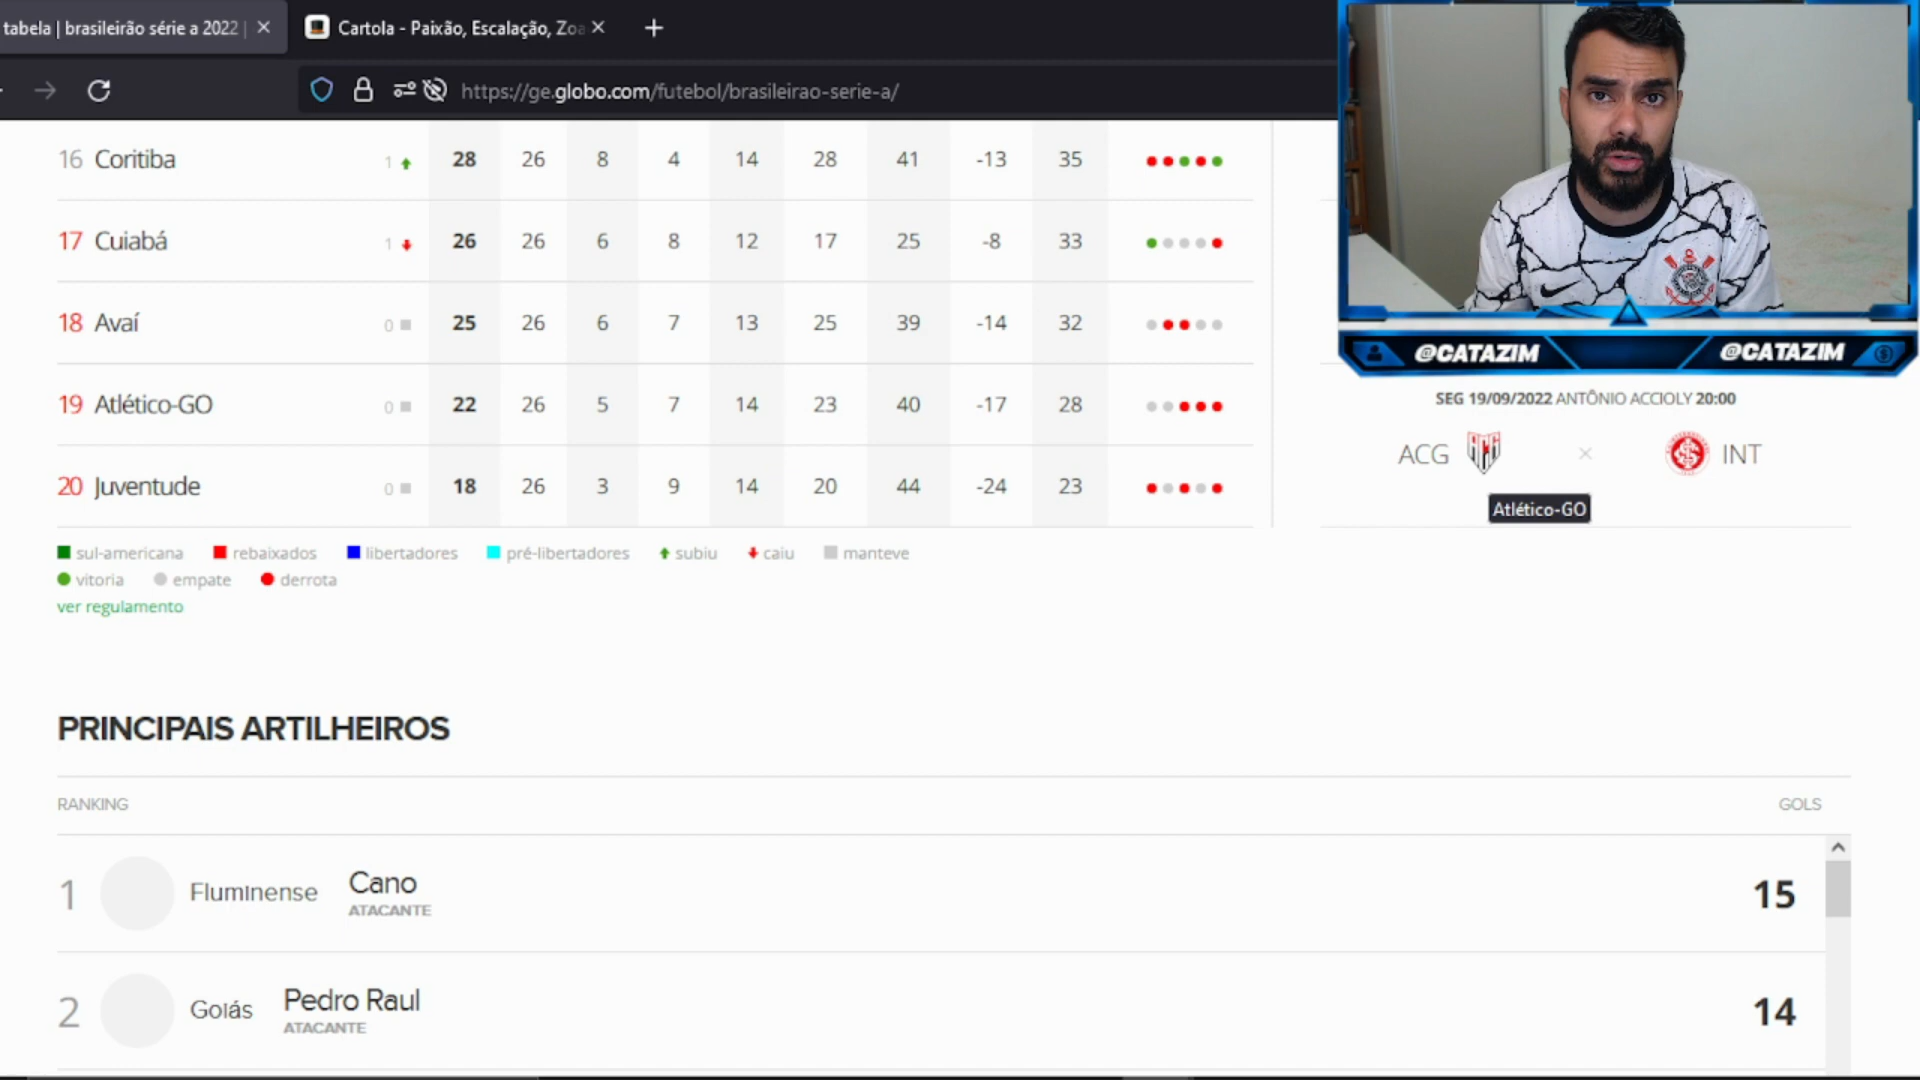 tabela | brasileirão série a 2022 |
Cartola - Paixão, Escalação, Zoa
https://ge.globo.com/futebol/brasileirao-serie-a/
16 Coritiba 1 28 26 8 4 14 28 41 -13 35
17 Cuiabá 1 26 26 6 8 12 17 25 -8 33
18 Avaí 0 25 26 6 7 13 25 39 -14 32
19 Atlético-GO 0 22 26 5 7 14 23 40 -17 28
20 Juventude 0 18 26 3 9 14 20 44 -24 23
sul-americana rebaixados libertadores pré-libertadores subiu caiu manteve
vitoria empate derrota
ver regulamento
@CATAZIM @CATAZIM
SEG 19/09/2022 ANTÔNIO ACCIOLY 20:00
ACG × INT
Atlético-GO
PRINCIPAIS ARTILHEIROS
RANKING GOLS
1 Fluminense Cano 15
ATACANTE
2 Goiás Pedro Raul 14
ATACANTE